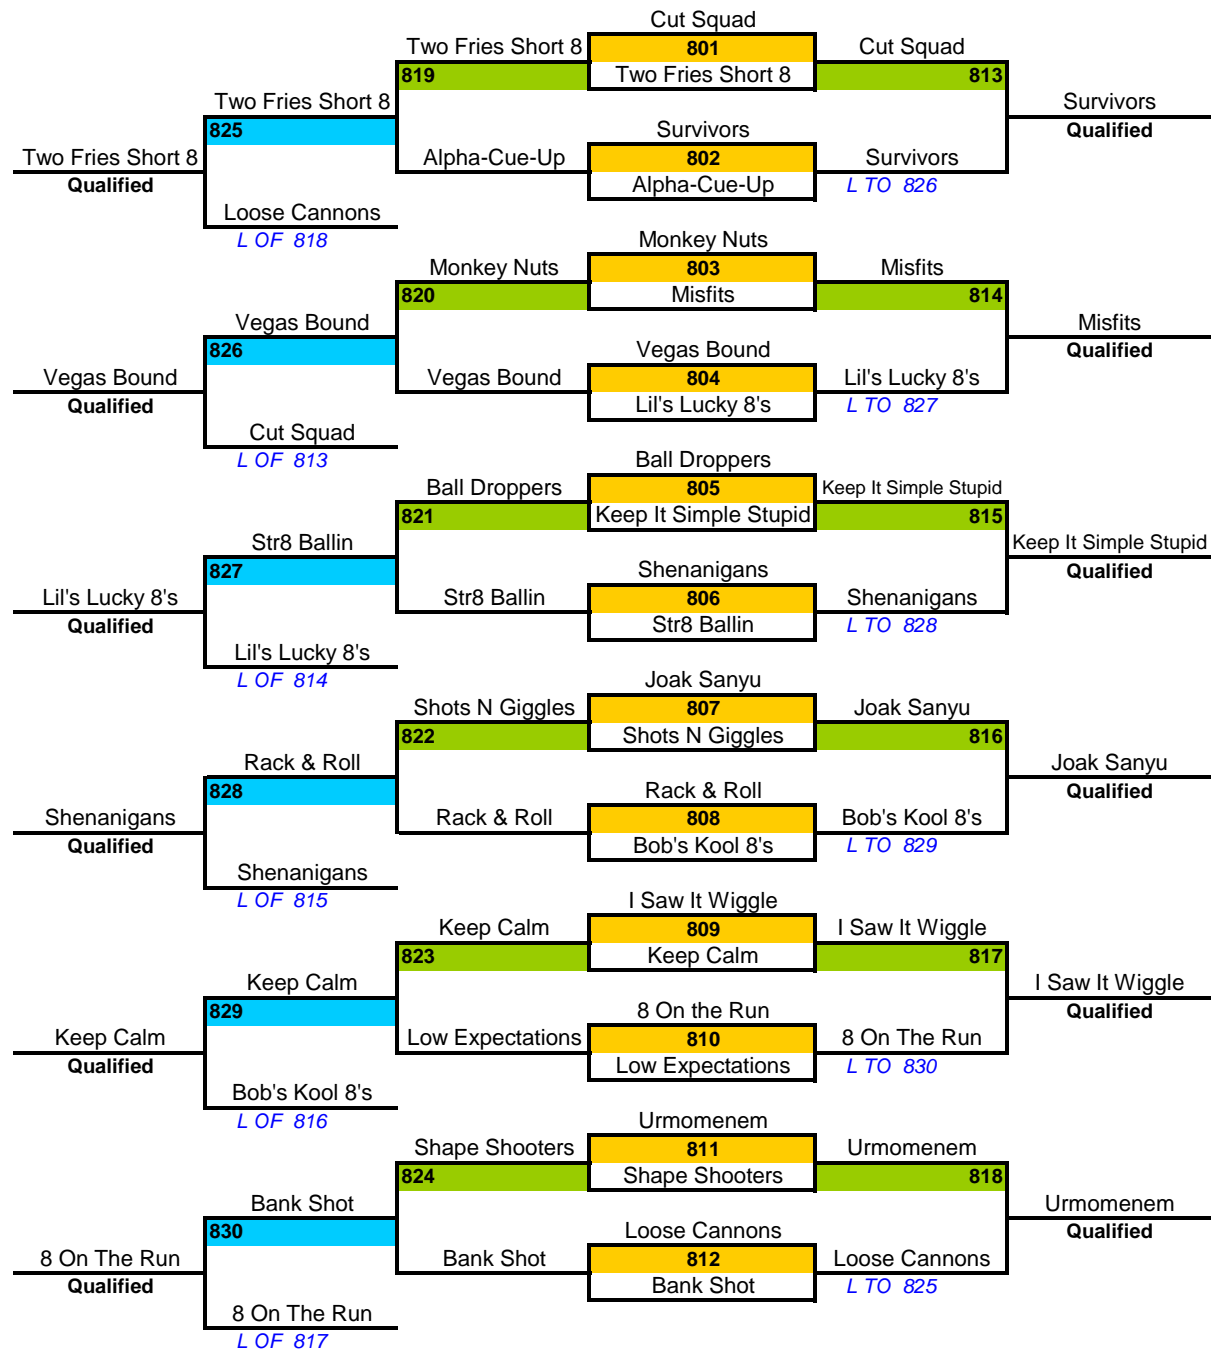 Cut Squad
Two Fries Short 8 801 Cut Squad
819 Two Fries Short 8 813
Two Fries Short 8 Survivors
825 Survivors Qualified
Two Fries Short 8 Alpha-Cue-Up 802 Survivors
Qualified Alpha-Cue-Up L TO 826
Loose Cannons
L OF 818 Monkey Nuts
Monkey Nuts 803 Misfits
820 Misfits 814
Vegas Bound Misfits
826 Vegas Bound Qualified
Vegas Bound Vegas Bound 804 Lil's Lucky 8's
Qualified Lil's Lucky 8's L TO 827
Cut Squad
L OF 813 Ball Droppers
Ball Droppers 805 Keep It Simple Stupid
821 Keep It Simple Stupid 815
Str8 Ballin Keep It Simple Stupid
827 Shenanigans Qualified
Lil's Lucky 8's Str8 Ballin 806 Shenanigans
Qualified Str8 Ballin L TO 828
Lil's Lucky 8's
L OF 814 Joak Sanyu
Shots N Giggles 807 Joak Sanyu
822 Shots N Giggles 816
Rack & Roll Joak Sanyu
828 Rack & Roll Qualified
Shenanigans Rack & Roll 808 Bob's Kool 8's
Qualified Bob's Kool 8's L TO 829
Shenanigans
L OF 815 I Saw It Wiggle
Keep Calm 809 I Saw It Wiggle
823 Keep Calm 817
Keep Calm I Saw It Wiggle
829 8 On the Run Qualified
Keep Calm Low Expectations 810 8 On The Run
Qualified Low Expectations L TO 830
Bob's Kool 8's
L OF 816 Urmomenem
Shape Shooters 811 Urmomenem
824 Shape Shooters 818
Bank Shot Urmomenem
830 Loose Cannons Qualified
8 On The Run Bank Shot 812 Loose Cannons
Qualified Bank Shot L TO 825
8 On The Run
L OF 817